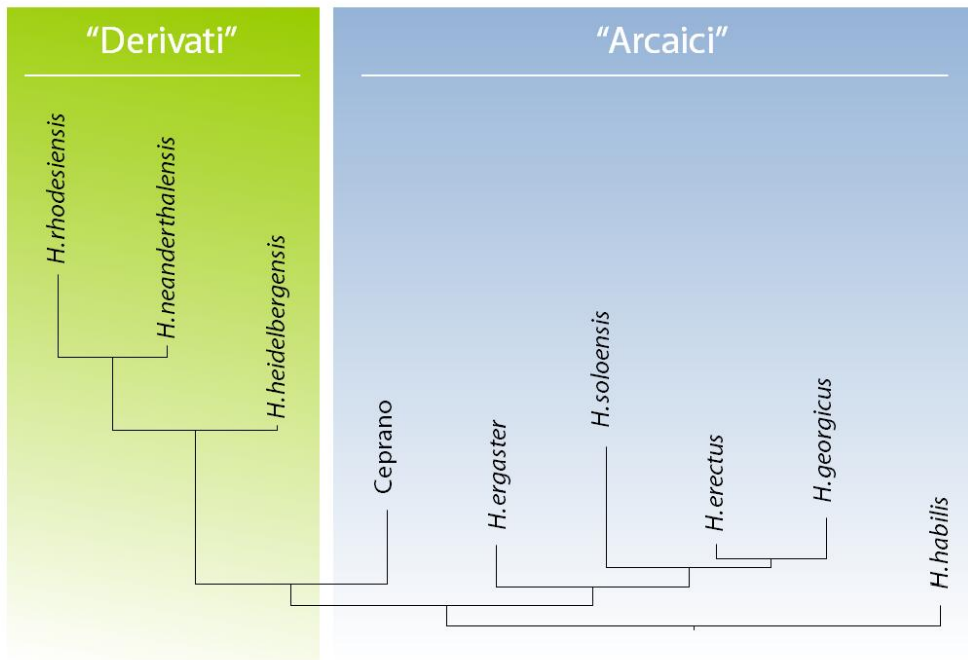 “Derivati”
“Arcaici”
H.rhodesiensis
H.neanderthalensis
H.heidelbergensis
Ceprano
H.ergaster
H.soloensis
H.erectus
H.georgicus
H.habilis